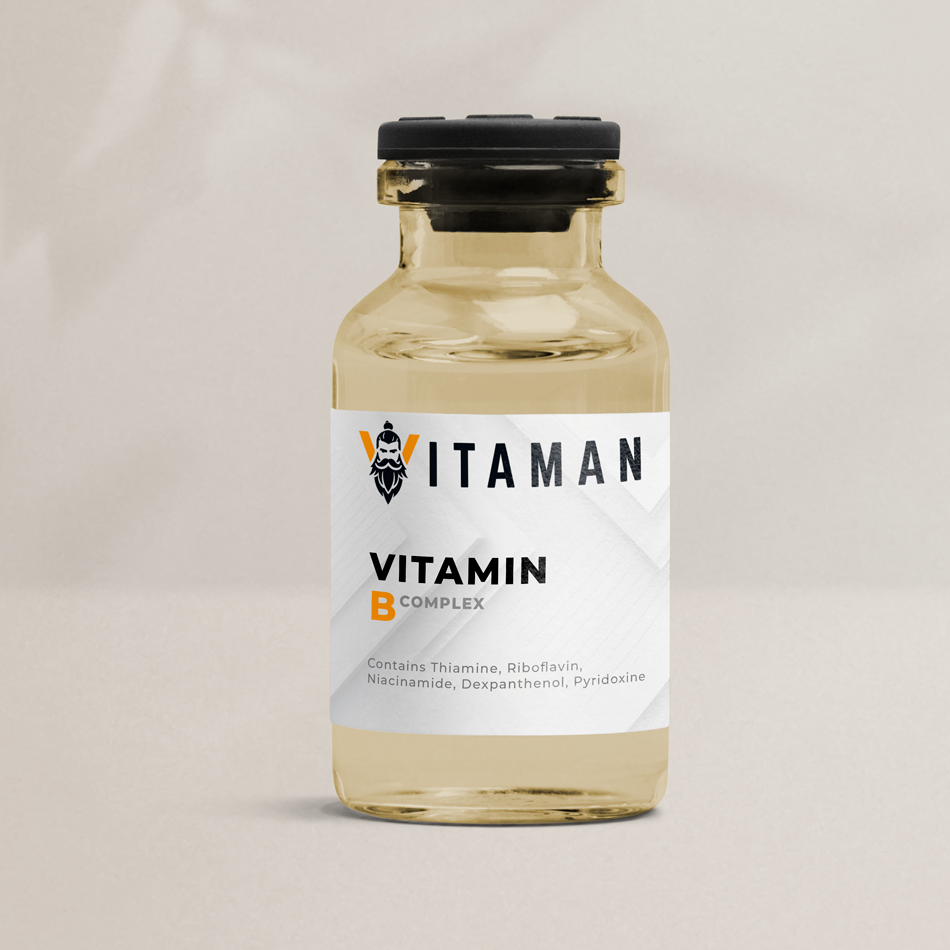 VITAMAN
VITAMIN
B COMPLEX
Contains Thiamine, Riboflavin,
Niacinamide, Dexpanthenol, Pyridoxine